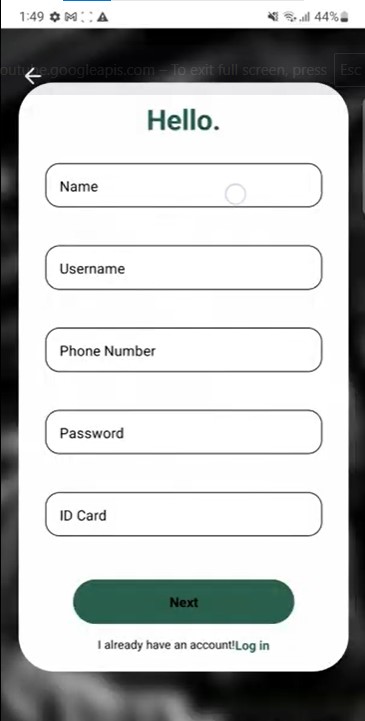 1:49 44%
outube.googleapis.com – To exit full screen, press Esc
Hello.
Name
Username
Phone Number
Password
ID Card
Next
I already have an account!Log in